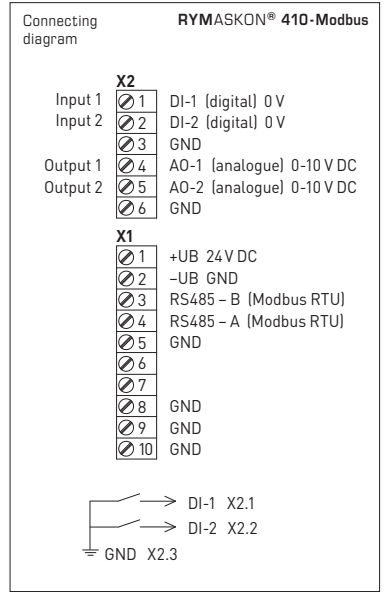 Connecting RYMASKON® 410-Modbus
diagram
X2
Input 1 1 DI-1 (digital) 0 V
Input 2 2 DI-2 (digital) 0 V
3 GND
Output 1 4 AO-1 (analogue) 0-10 V DC
Output 2 5 AO-2 (analogue) 0-10 V DC
6 GND
X1
1 +UB 24 V DC
2 –UB GND
3 RS485 – B (Modbus RTU)
4 RS485 – A (Modbus RTU)
5 GND
6
7
8 GND
9 GND
10 GND
DI-1 X2.1
DI-2 X2.2
GND X2.3